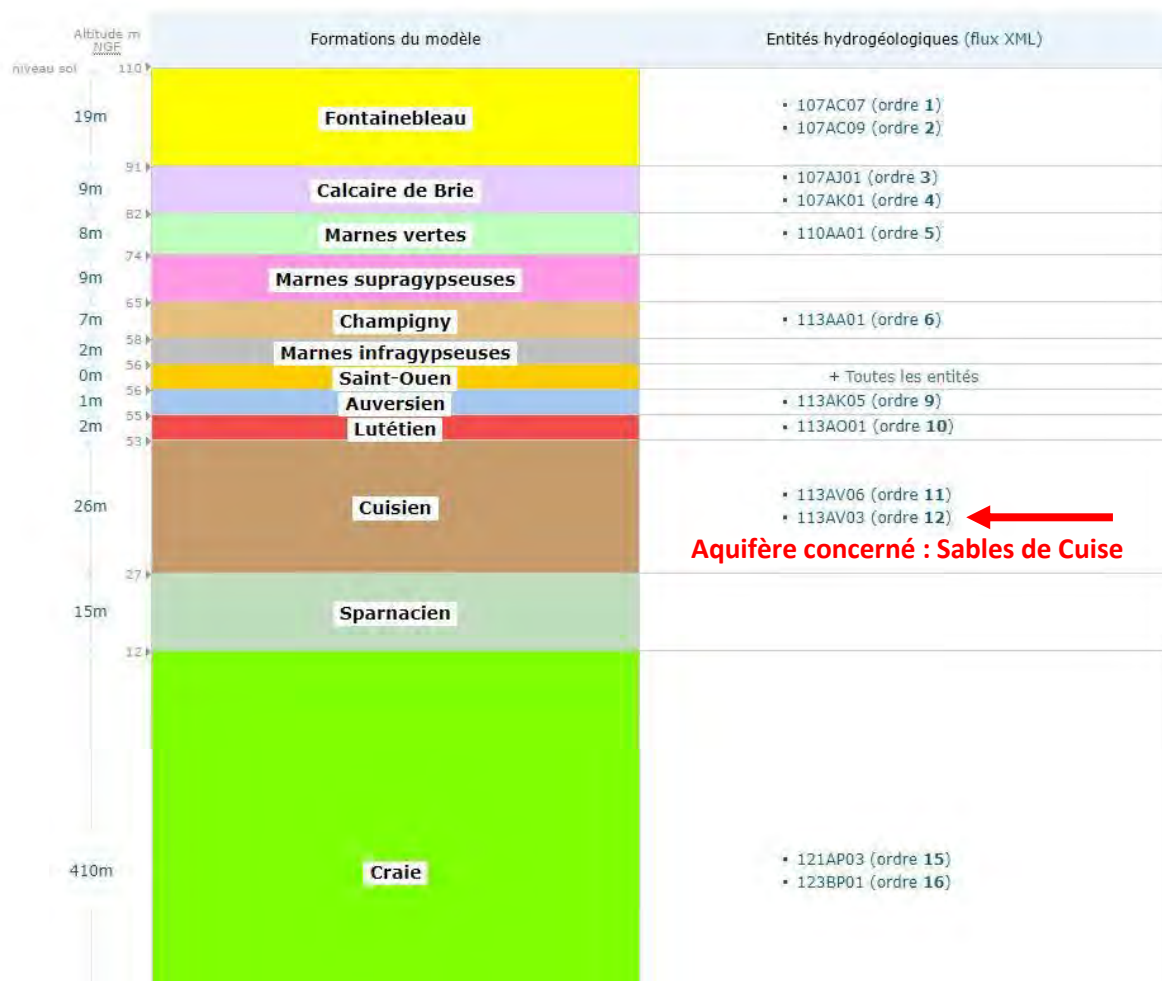 Altitude m
NGF
Formations du modèle
Entités hydrogéologiques (flux XML)
niveau sol
110
19m
Fontainebleau
• 107AC07 (ordre 1)
• 107AC09 (ordre 2)
91
9m
Calcaire de Brie
• 107AJ01 (ordre 3)
• 107AK01 (ordre 4)
82
8m
Marnes vertes
• 110AA01 (ordre 5)
74
9m
Marnes supragypseuses
65
7m
Champigny
• 113AA01 (ordre 6)
58
2m
Marnes infragypseuses
56
0m
Saint-Ouen
+ Toutes les entités
56
1m
Auversien
• 113AK05 (ordre 9)
55
2m
Lutétien
• 113AO01 (ordre 10)
53
26m
Cuisien
• 113AV06 (ordre 11)
• 113AV03 (ordre 12)
Aquifère concerné : Sables de Cuise
27
15m
Sparnacien
12
410m
Craie
• 121AP03 (ordre 15)
• 123BP01 (ordre 16)